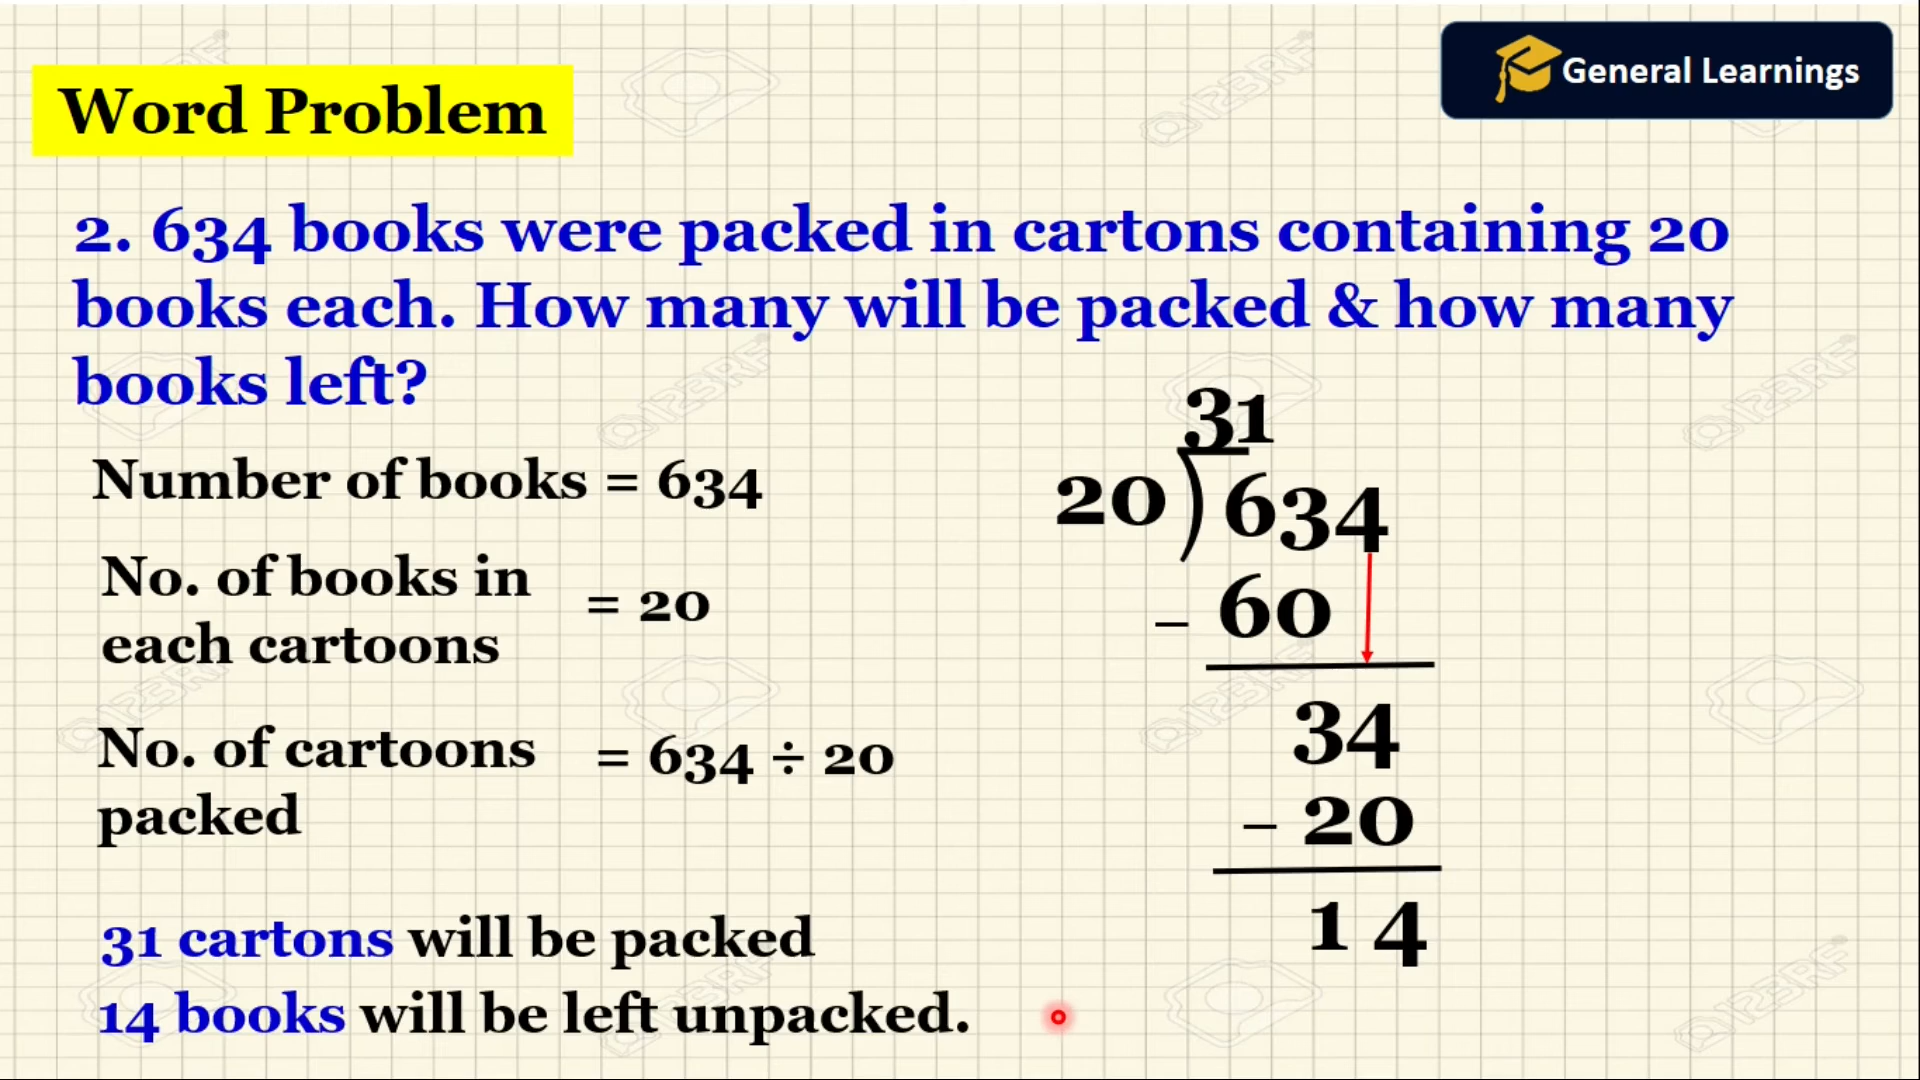 General Learnings
Word Problem
2. 634 books were packed in cartons containing 20
books each. How many will be packed & how many
books left?
Number of books = 634
No. of books in
each cartoons
= 20
No. of cartoons
packed
= 634 ÷ 20
31 cartons will be packed
14 books will be left unpacked.
31
20) 634
– 60
34
– 20
1 4
123RF